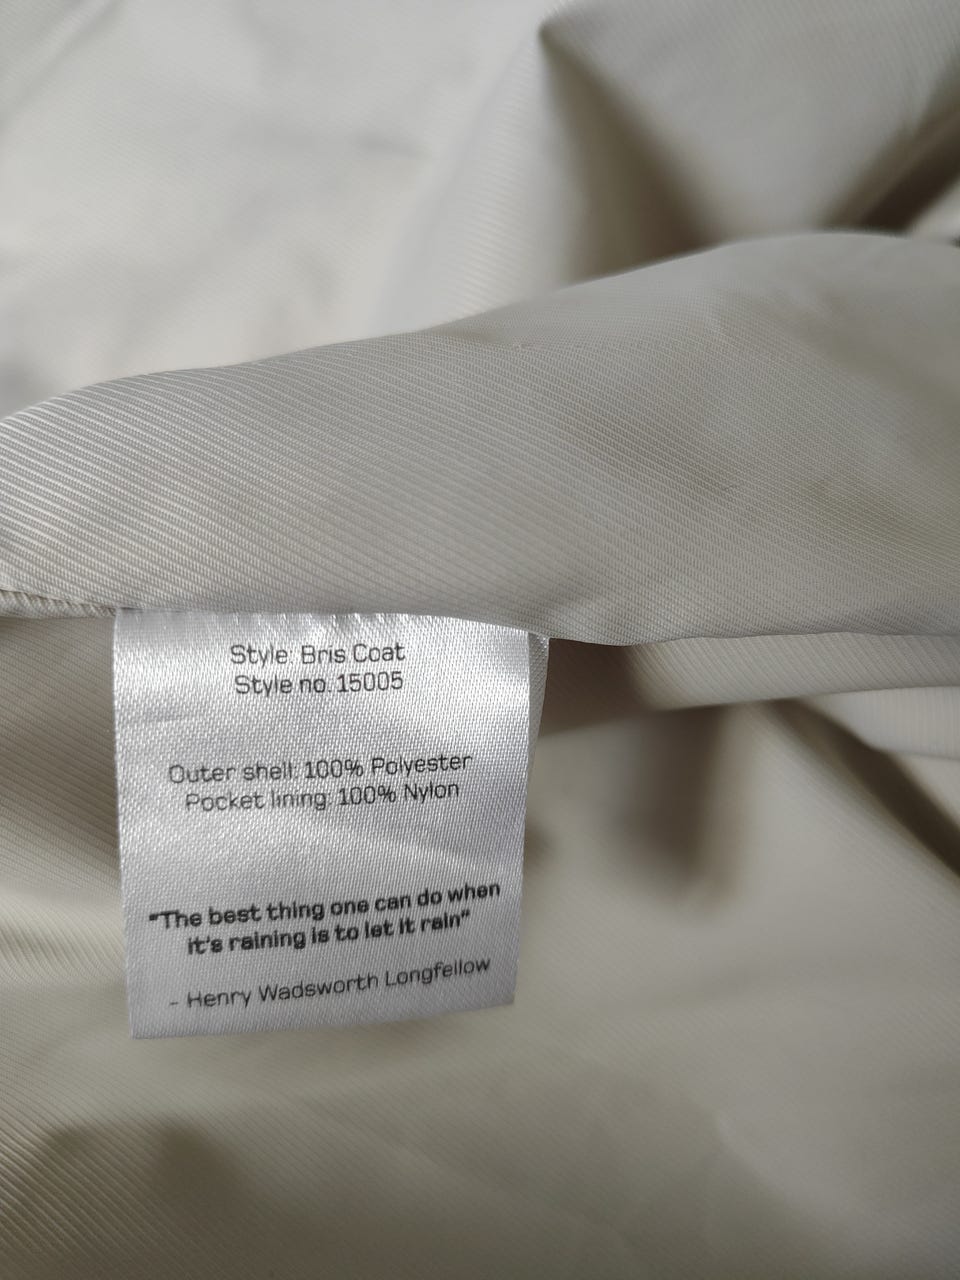 Style: Bris Coat
Style no. 15005
Outer shell: 100% Polyester
Pocket lining: 100% Nylon
"The best thing one can do when
it's raining is to let it rain"
- Henry Wadsworth Longfellow